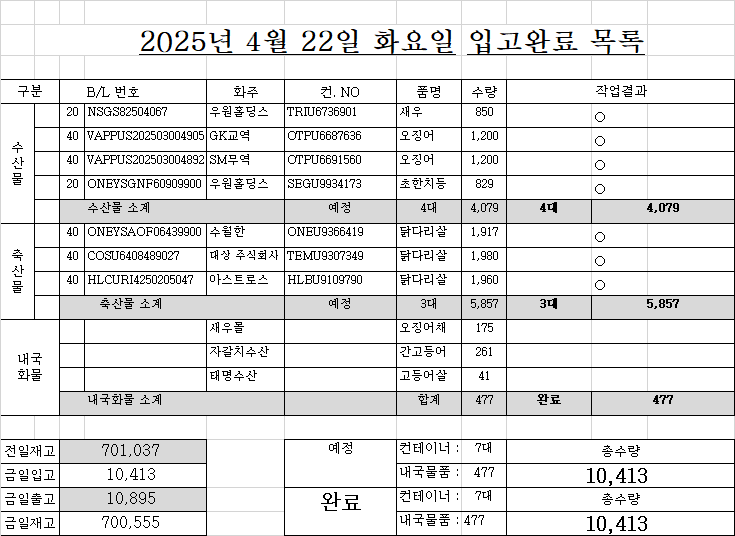 2025년 4월 22일 화요일 입고완료 목록
구분 B/L 번호 화주 컨. NO 품명 수량 작업결과
수산물
20 NSGS82504067 우원홀딩스 TRIU6736901 새우 850 ○
40 VAPPUS202503004905 GK교역 OTPU6687636 오징어 1,200 ○
40 VAPPUS202503004892 SM무역 OTPU6691560 오징어 1,200 ○
20 ONEYSGNF60909900 우원홀딩스 SEGU9934173 초한치등 829 ○
수산물 소계 예정 4대 4,079 4대 4,079
축산물
40 ONEYSAOF06439900 수월한 ONEU9366419 닭다리살 1,917 ○
40 COSU6408489027 대상 주식회사 TEMU9307349 닭다리살 1,980 ○
40 HLCURI4250205047 아스트로스 HLBU9109790 닭다리살 1,960 ○
축산물 소계 예정 3대 5,857 3대 5,857
내국화물
새우몰 오징어채 175
자갈치수산 간고등어 261
태명수산 고등어살 41
내국화물 소계 합계 477 완료 477
전일재고 701,037 예정 컨테이너 : 7대 총수량
금일입고 10,413 내국물품 : 477 10,413
금일출고 10,895 완료 컨테이너 : 7대 총수량
금일재고 700,555 내국물품 : 477 10,413